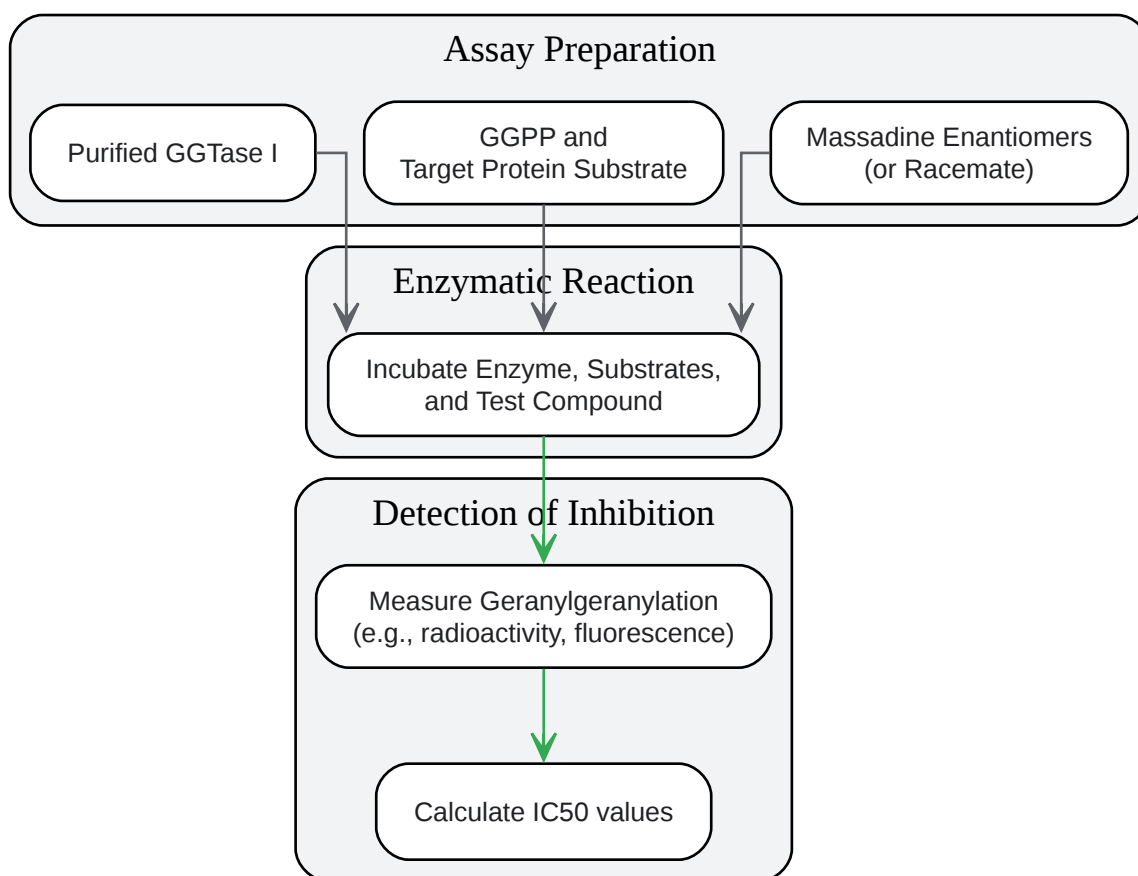 Assay Preparation
Purified GGTase I
GGPP and
Target Protein Substrate
Massadine Enantiomers
(or Racemate)
Enzymatic Reaction
Incubate Enzyme, Substrates,
and Test Compound
Detection of Inhibition
Measure Geranylgeranylation
(e.g., radioactivity, fluorescence)
Calculate IC50 values